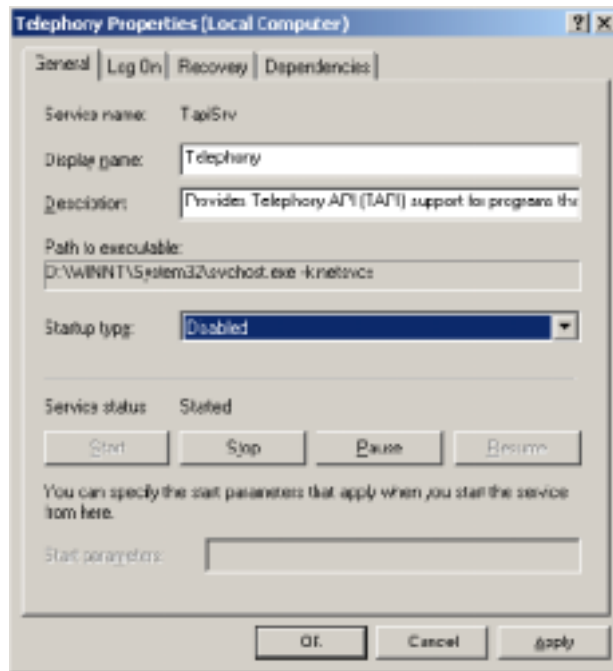 Telephony Properties (Local Computer)
General Log On Recovery Dependencies
Service name: TapiSrv
Display name: Telephony
Description: Provides Telephony API (TAPI) support for programs tha
Path to executable:
D:\WINNT\System32\svchost.exe -k netsvcs
Startup type: Disabled
Service status Started
Start Stop Pause Resume
You can specify the start parameters that apply when you start the service
from here.
Start parameters:
OK Cancel Apply